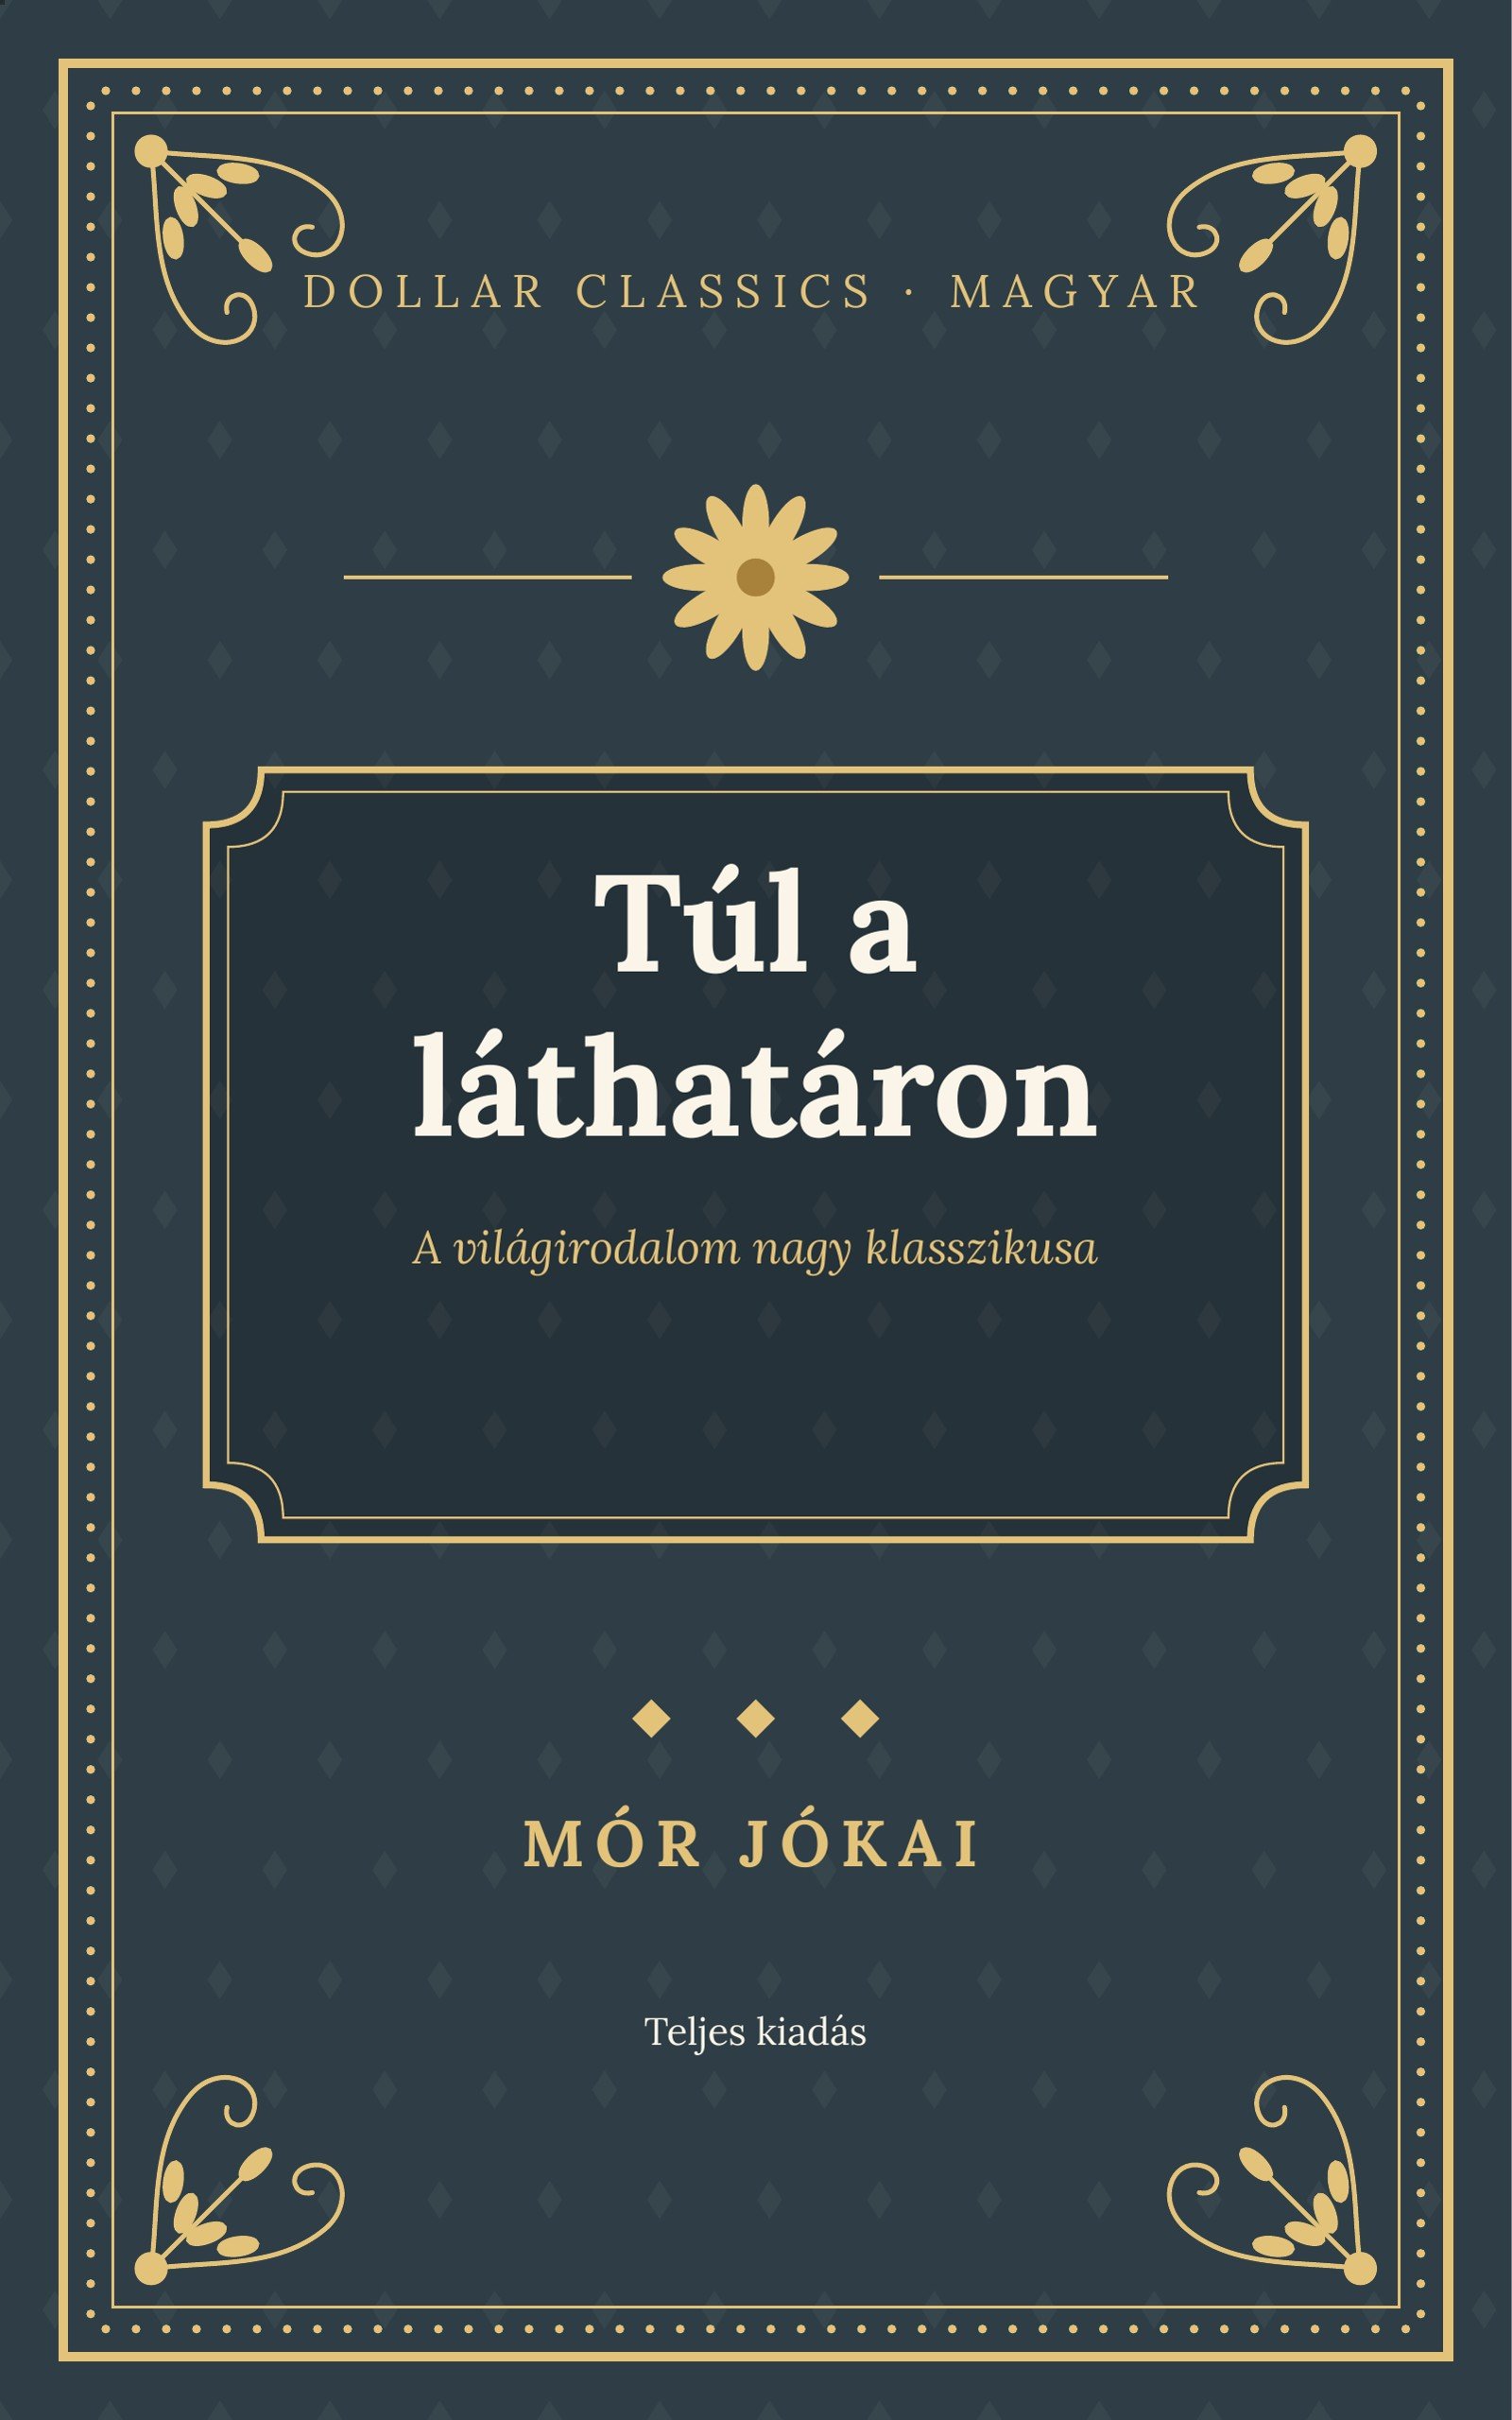 DOLLAR CLASSICS · MAGYAR
Túl a
láthatáron
A világirodalom nagy klasszikusa
MÓR JÓKAI
Teljes kiadás